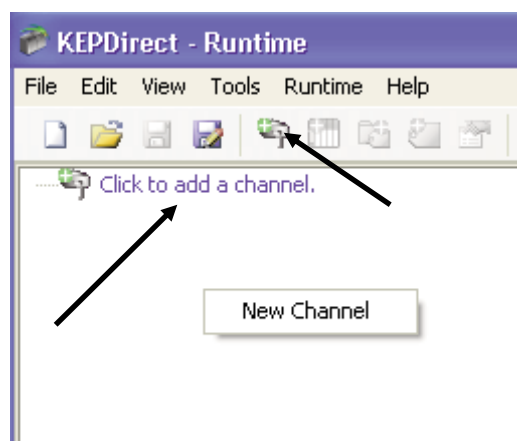 KEPDirect - Runtime
File Edit View Tools Runtime Help
Click to add a channel.
New Channel